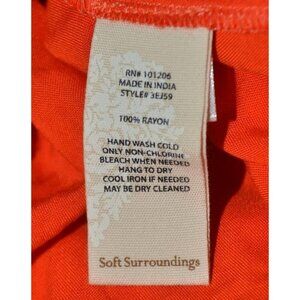 RN# 101206
MADE IN INDIA
STYLE# 3EJ59
100% RAYON
HAND WASH COLD
ONLY NON-CHLORINE
BLEACH WHEN NEEDED
HANG TO DRY
COOL IRON IF NEEDED
MAY BE DRY CLEANED
Soft Surroundings